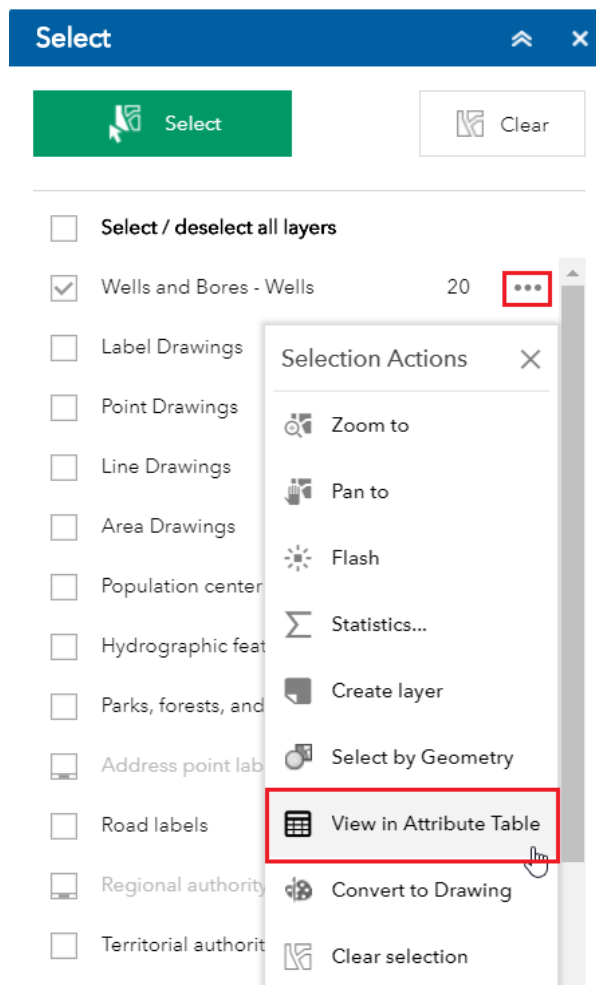 Select
Select
Clear
Select / deselect all layers
Wells and Bores - Wells 20
Label Drawings
Point Drawings
Line Drawings
Area Drawings
Population center
Hydrographic feat
Parks, forests, and
Address point lab
Road labels
Regional authority
Territorial authorit
Selection Actions
Zoom to
Pan to
Flash
Statistics...
Create layer
Select by Geometry
View in Attribute Table
Convert to Drawing
Clear selection